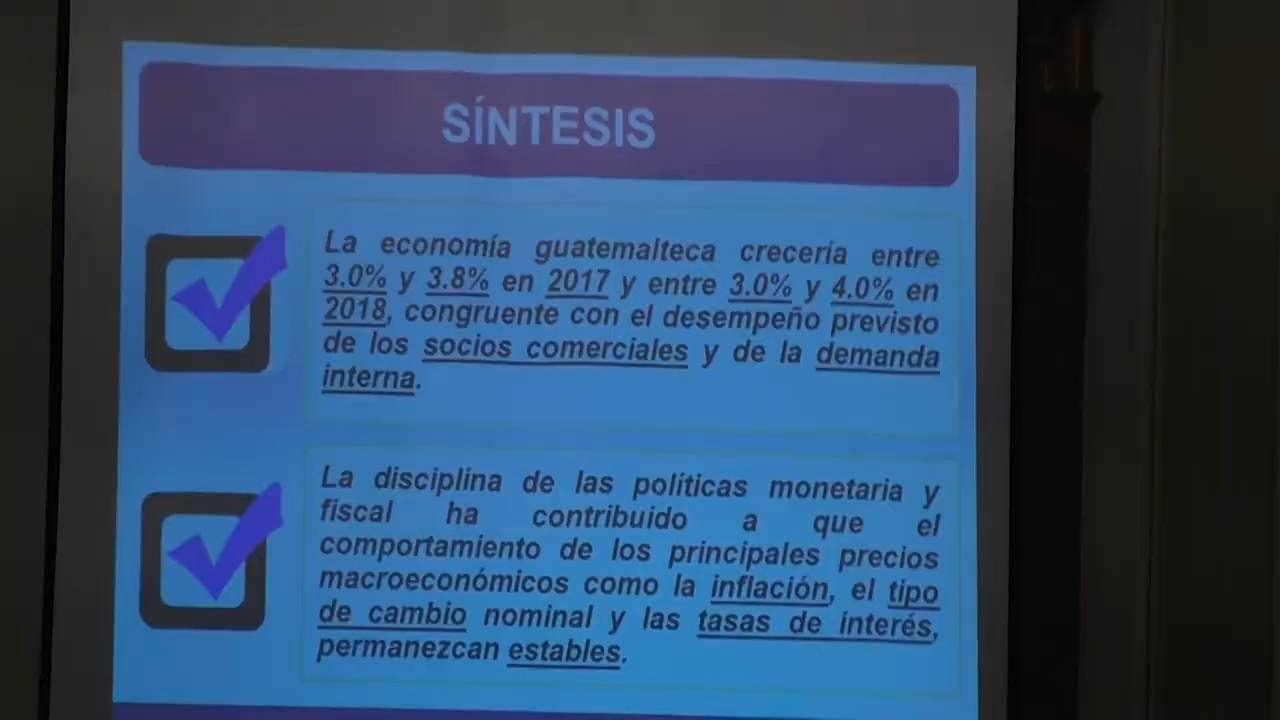 SÍNTESIS
La economía guatemalteca crecería entre
3.0% y 3.8% en 2017 y entre 3.0% y 4.0% en
2018, congruente con el desempeño previsto
de los socios comerciales y de la demanda
interna.
La disciplina de las políticas monetaria y
fiscal ha contribuido a que el
comportamiento de los principales precios
macroeconómicos como la inflación, el tipo
de cambio nominal y las tasas de interés,
permanezcan estables.